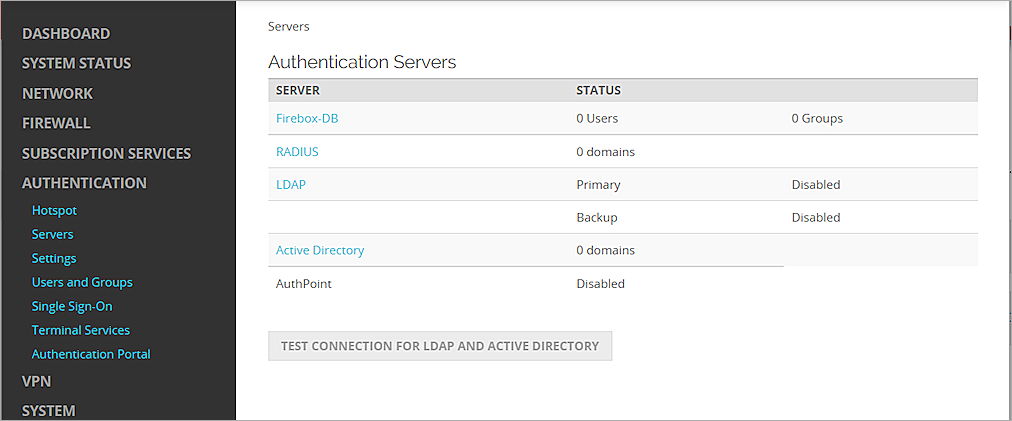 DASHBOARD
SYSTEM STATUS
NETWORK
FIREWALL
SUBSCRIPTION SERVICES
AUTHENTICATION
Hotspot
Servers
Settings
Users and Groups
Single Sign-On
Terminal Services
Authentication Portal
VPN
SYSTEM
Servers
Authentication Servers
SERVER STATUS
Firebox-DB 0 Users 0 Groups
RADIUS 0 domains
LDAP Primary Disabled
Backup Disabled
Active Directory 0 domains
AuthPoint Disabled
TEST CONNECTION FOR LDAP AND ACTIVE DIRECTORY